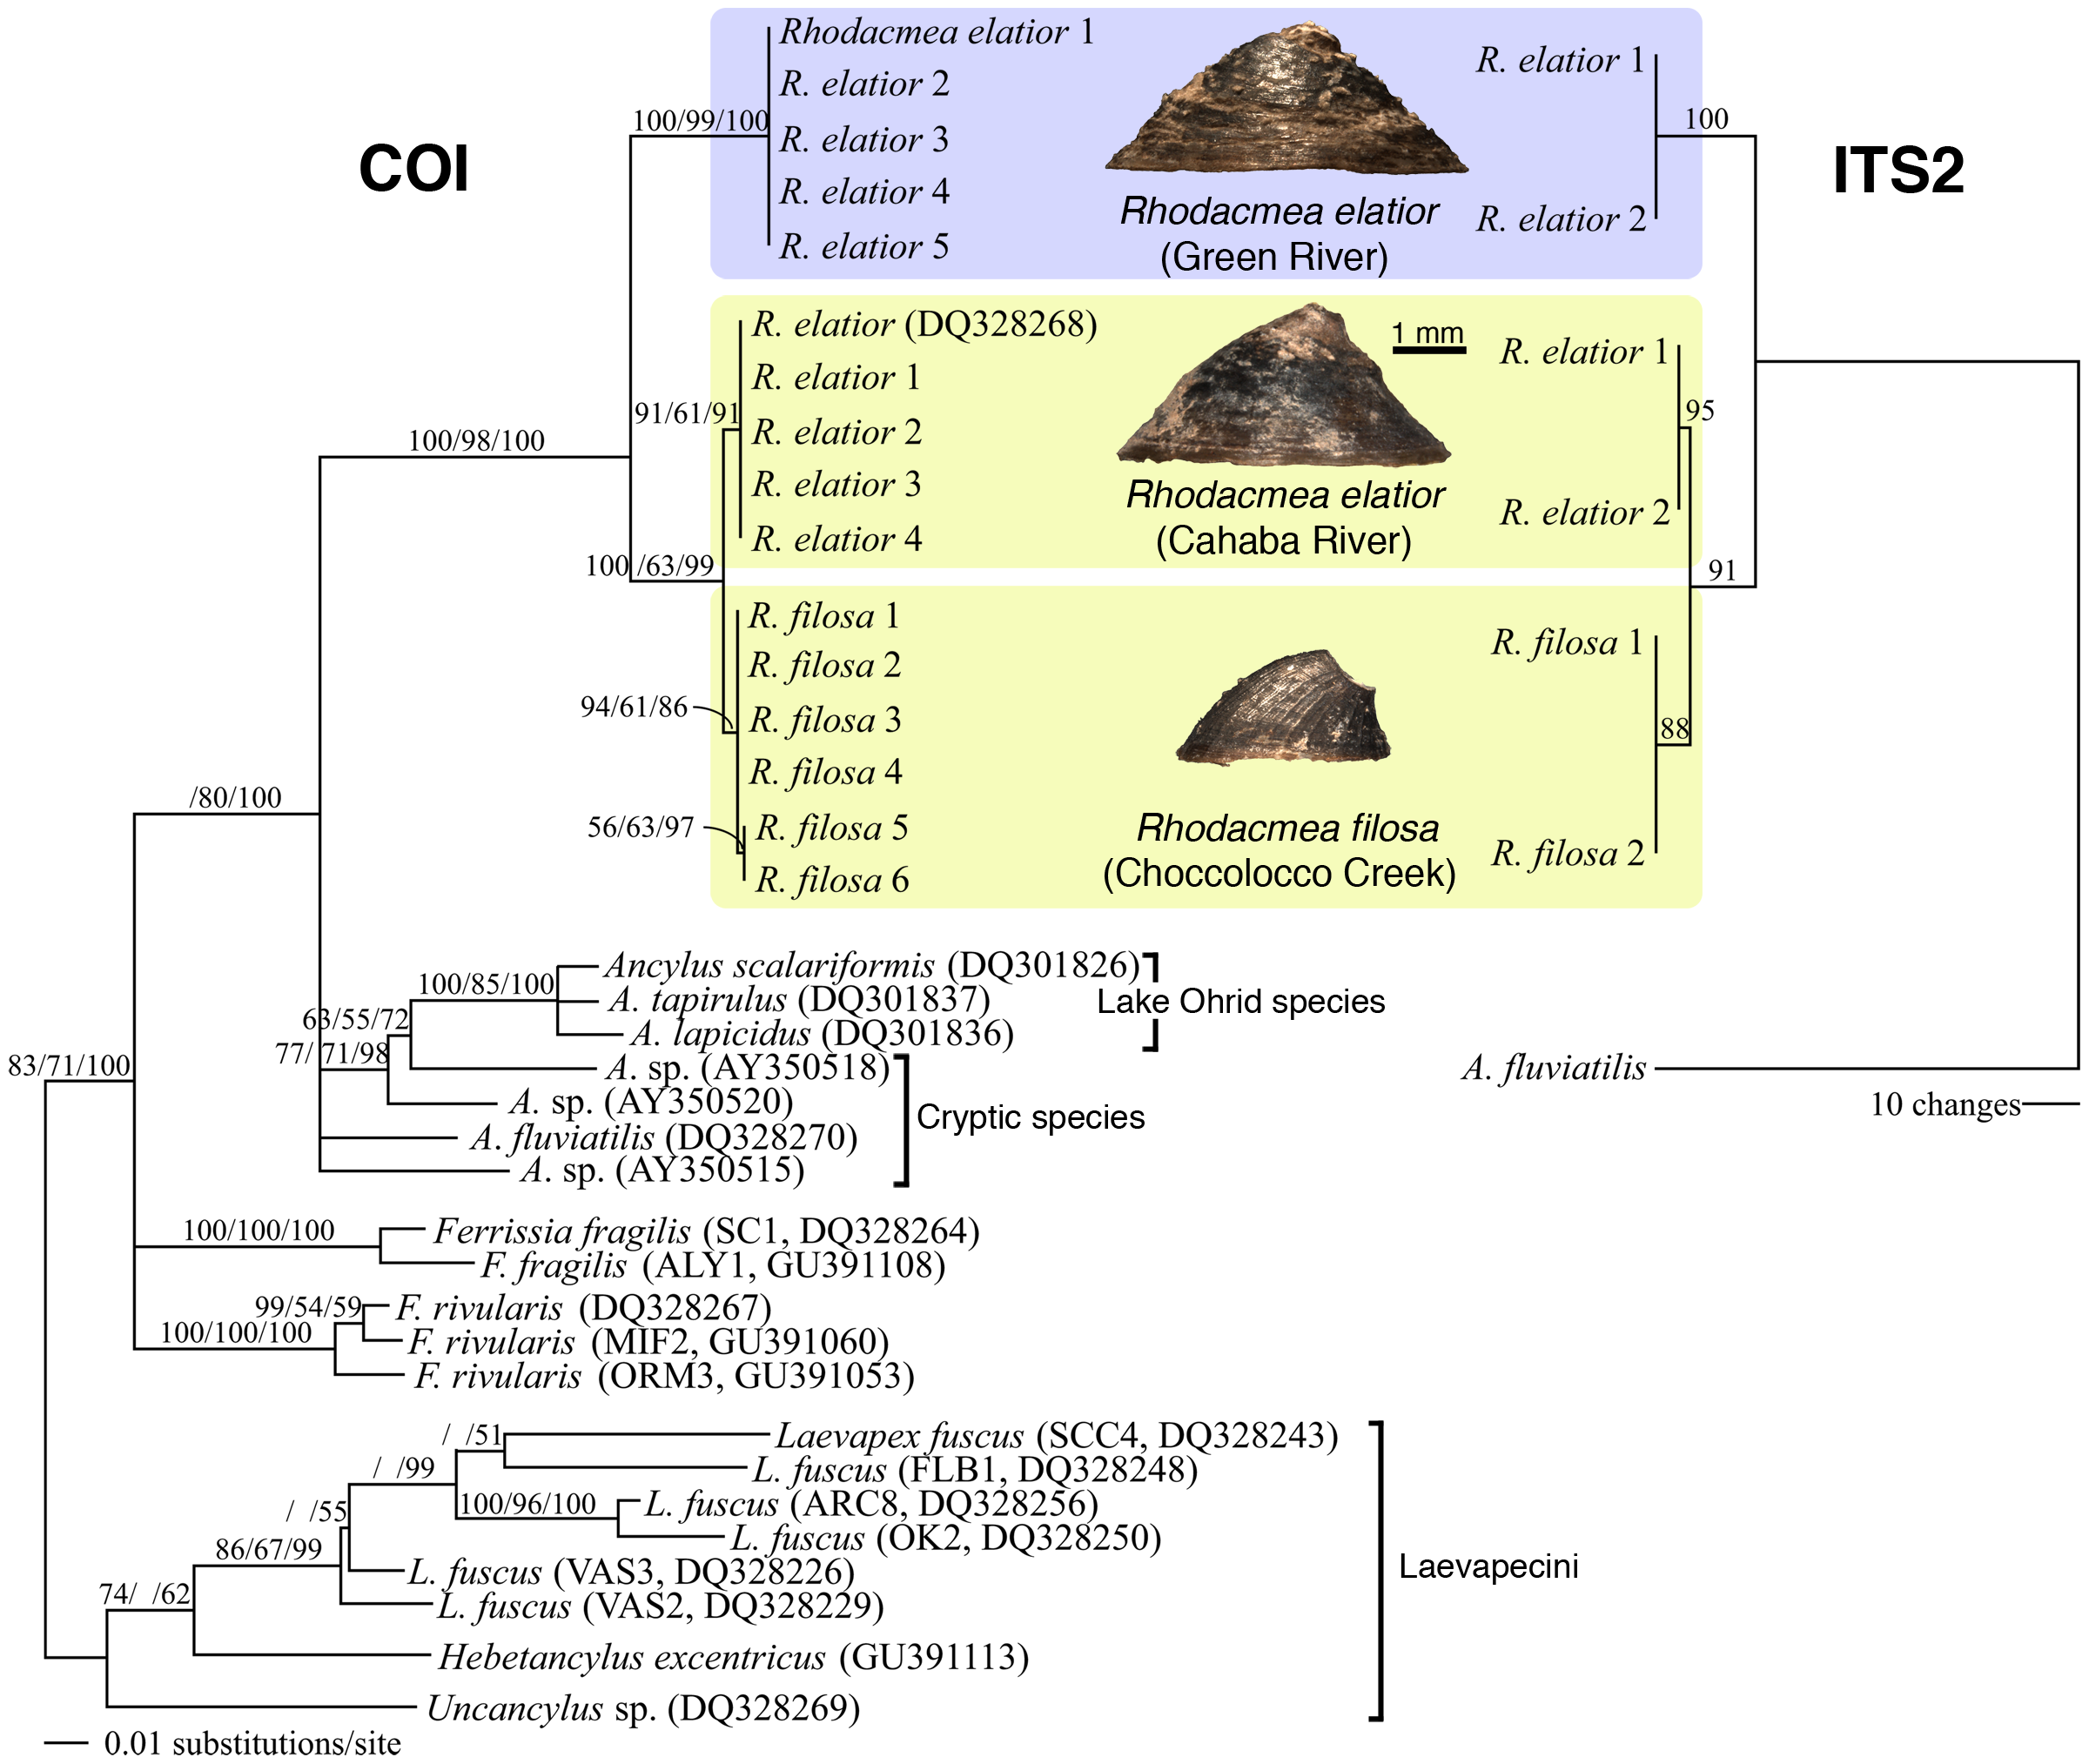 COI
ITS2
Rhodacmea elatior 1
R. elatior 2
R. elatior 3
R. elatior 4
R. elatior 5
100/99/100
Rhodacmea elatior
(Green River)
R. elatior 1
R. elatior 2
100
R. elatior (DQ328268)
R. elatior 1
R. elatior 2
R. elatior 3
R. elatior 4
91/61/91
100/98/100
100 /63/99
1 mm
Rhodacmea elatior
(Cahaba River)
R. elatior 1
R. elatior 2
95
91
R. filosa 1
R. filosa 2
R. filosa 3
R. filosa 4
R. filosa 5
R. filosa 6
94/61/86
56/63/97
Rhodacmea filosa
(Choccolocco Creek)
R. filosa 1
R. filosa 2
88
/80/100
Ancylus scalariformis (DQ301826)
A. tapirulus (DQ301837)
A. lapicidus (DQ301836)
Lake Ohrid species
100/85/100
63/55/72
77/ 71/98
83/71/100
A. sp. (AY350518)
A. sp. (AY350520)
A. fluviatilis (DQ328270)
A. sp. (AY350515)
Cryptic species
A. fluviatilis
10 changes
100/100/100
Ferrissia fragilis (SC1, DQ328264)
F. fragilis (ALY1, GU391108)
99/54/59
100/100/100
F. rivularis (DQ328267)
F. rivularis (MIF2, GU391060)
F. rivularis (ORM3, GU391053)
/ /51
/ /99
/ /55
100/96/100
86/67/99
74/ /62
Laevapex fuscus (SCC4, DQ328243)
L. fuscus (FLB1, DQ328248)
L. fuscus (ARC8, DQ328256)
L. fuscus (OK2, DQ328250)
L. fuscus (VAS3, DQ328226)
L. fuscus (VAS2, DQ328229)
Hebetancylus excentricus (GU391113)
Uncancylus sp. (DQ328269)
Laevapecini
0.01 substitutions/site